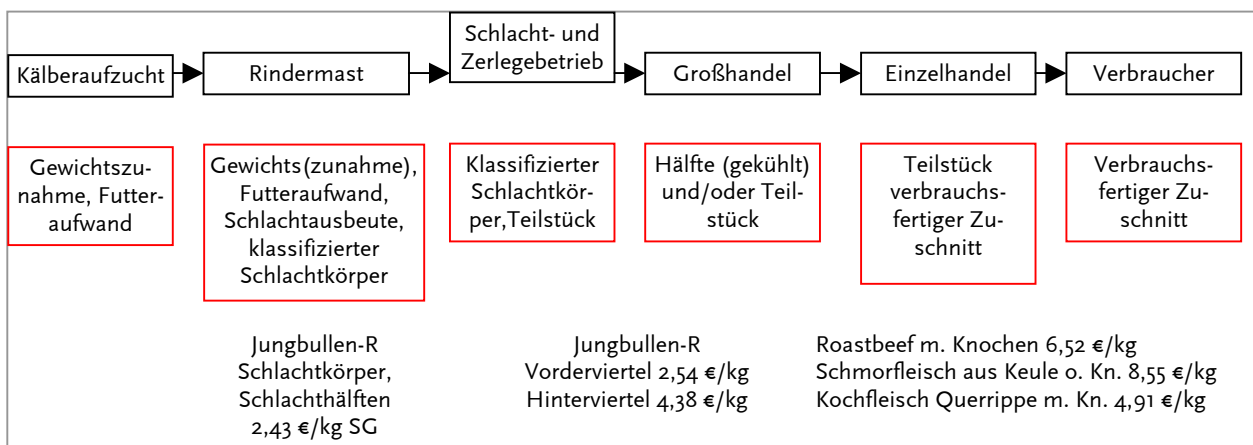 Kälberaufzucht
Rindermast
Schlacht- und
Zerlegebetrieb
Großhandel
Einzelhandel
Verbraucher
Gewichtszu-
nahme, Futter-
aufwand
Gewichts(zunahme),
Futteraufwand,
Schlachtausbeute,
klassifizierter
Schlachtkörper
Klassifizierter
Schlachtkör-
per,Teilstück
Hälfte (gekühlt)
und/oder Teil-
stück
Teilstück
verbrauchs-
fertiger Zu-
schnitt
Verbrauchs-
fertiger Zu-
schnitt
Jungbullen-R
Schlachtkörper,
Schlachthälften
2,43 €/kg SG
Jungbullen-R
Vorderviertel 2,54 €/kg
Hinterviertel 4,38 €/kg
Roastbeef m. Knochen 6,52 €/kg
Schmorfleisch aus Keule o. Kn. 8,55 €/kg
Kochfleisch Querrippe m. Kn. 4,91 €/kg